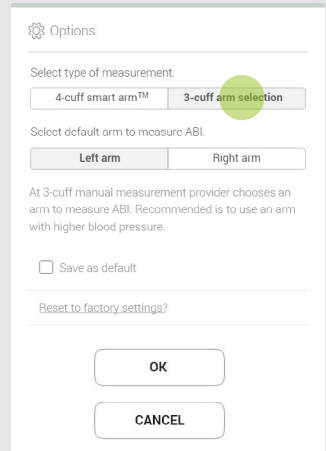 Options
Select type of measurement.
4-cuff smart arm™ 3-cuff arm selection
Select default arm to measure ABI.
Left arm Right arm
At 3-cuff manual measurement provider chooses an
arm to measure ABI. Recommended is to use an arm
with higher blood pressure.
Save as default
Reset to factory settings?
OK
CANCEL